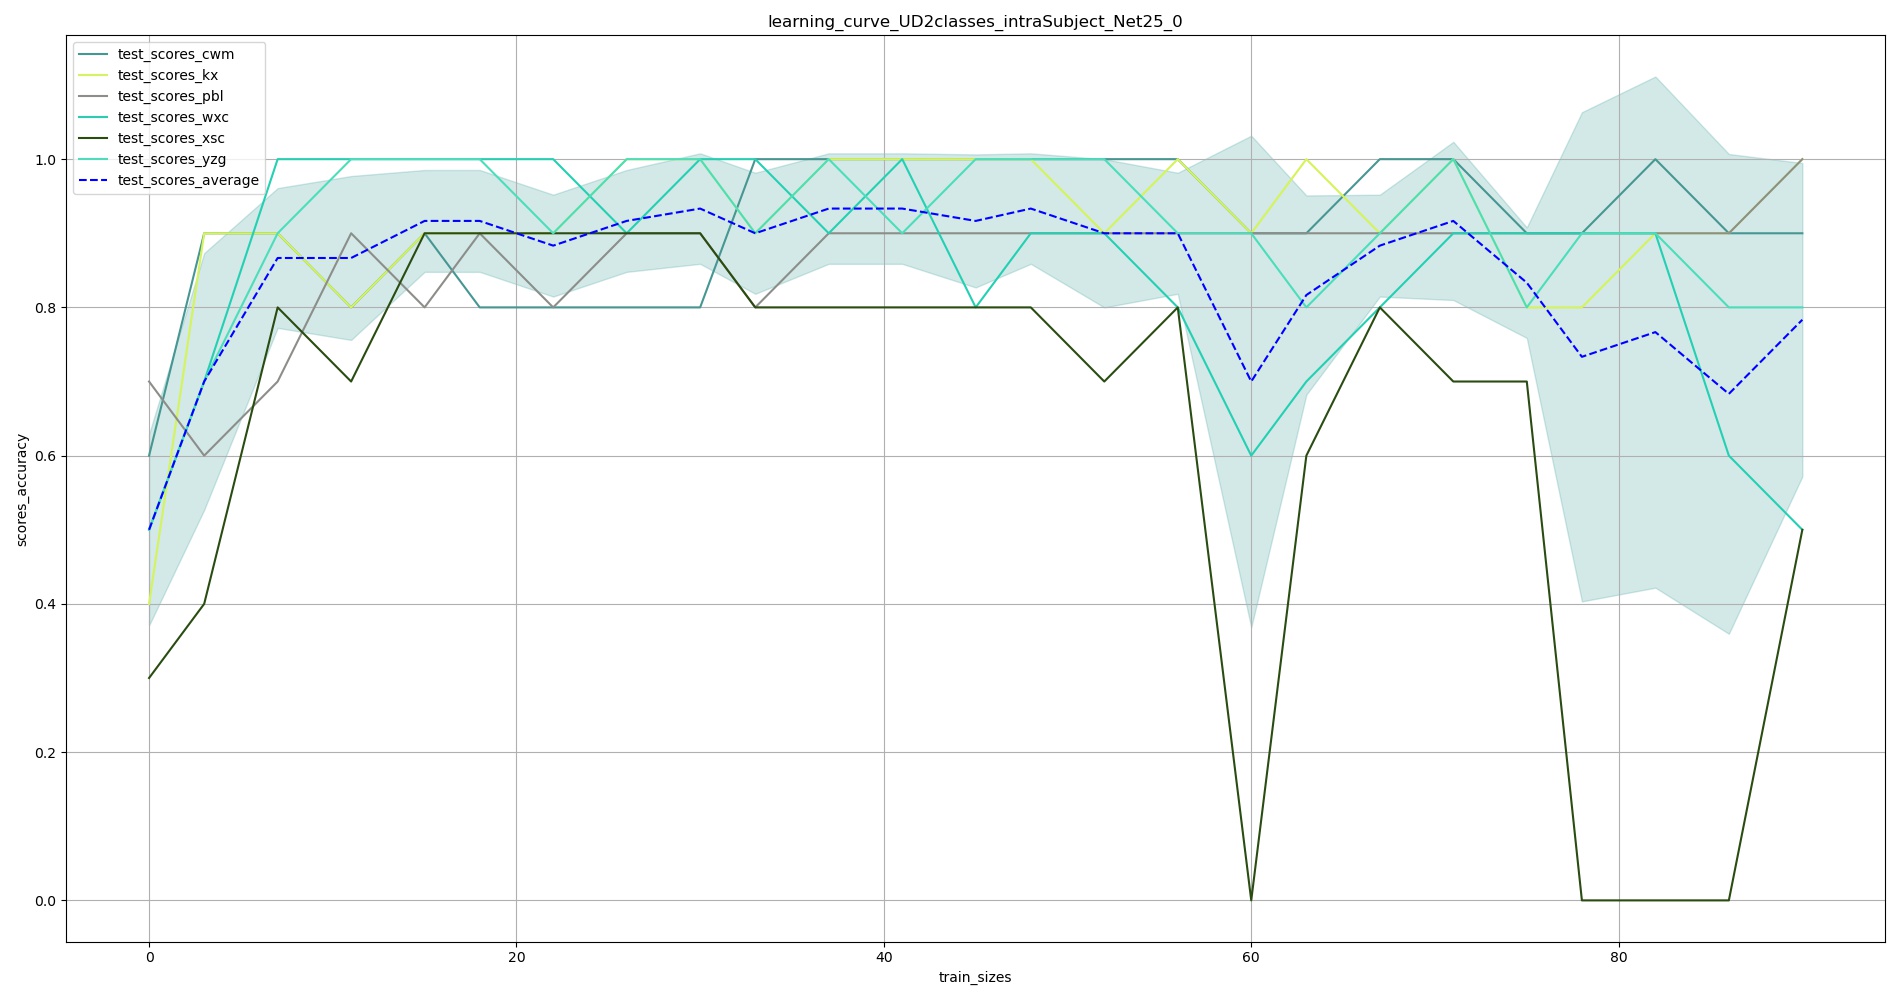 learning_curve_UD2classes_intraSubject_Net25_0
test_scores_cwm
test_scores_kx
test_scores_pbl
test_scores_wxc
test_scores_xsc
test_scores_yzg
test_scores_average
1.0
0.8
0.6
0.4
0.2
0.0
scores_accuracy
0 20 40 60 80
train_sizes